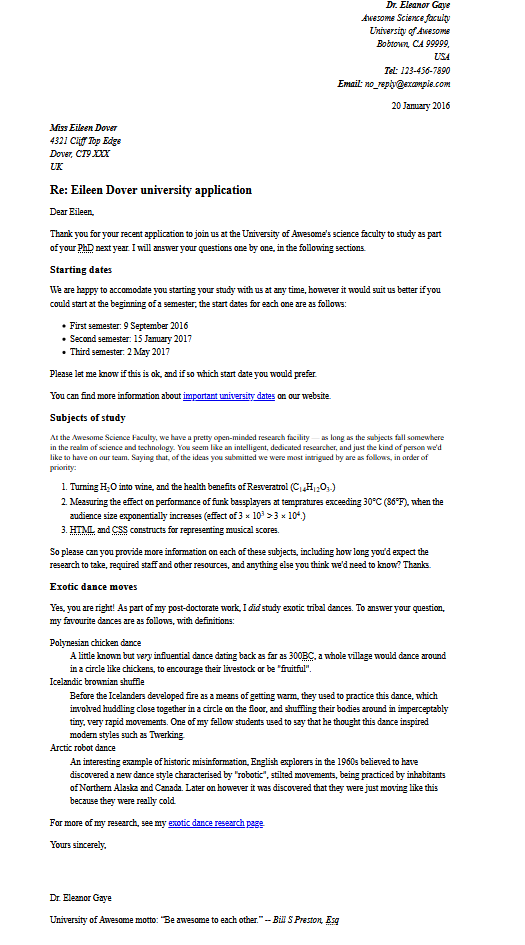 Dr. Eleanor Gaye
Awesome Science faculty
University of Awesome
Bobtown, CA 99999,
USA
Tel: 123-456-7890
Email: no_reply@example.com
20 January 2016
Miss Eileen Dover
4321 Cliff Top Edge
Dover, CT9 XXX
UK
Re: Eileen Dover university application
Dear Eileen,
Thank you for your recent application to join us at the University of Awesome's science faculty to study as part
of your PhD next year. I will answer your questions one by one, in the following sections.
Starting dates
We are happy to accomodate you starting your study with us at any time, however it would suit us better if you
could start at the beginning of a semester; the start dates for each one are as follows:
• First semester: 9 September 2016
• Second semester: 15 January 2017
• Third semester: 2 May 2017
Please let me know if this is ok, and if so which start date you would prefer.
You can find more information about important university dates on our website.
Subjects of study
At the Awesome Science Faculty, we have a pretty open-minded research facility — as long as the subjects fall somewhere
in the realm of science and technology. You seem like an intelligent, dedicated researcher, and just the kind of person we'd
like to have on our team. Saying that, of the ideas you submitted we were most intrigued by are as follows, in order of
priority:
1. Turning H₂O into wine, and the health benefits of Resveratrol (C₁₄H₁₂O₃.)
2. Measuring the effect on performance of funk bassplayers at tempratures exceeding 30°C (86°F), when the
audience size exponentially increases (effect of 3 × 10³ > 3 × 10⁴.)
3. HTML and CSS constructs for representing musical scores.
So please can you provide more information on each of these subjects, including how long you'd expect the
research to take, required staff and other resources, and anything else you think we'd need to know? Thanks.
Exotic dance moves
Yes, you are right! As part of my post-doctorate work, I did study exotic tribal dances. To answer your question,
my favourite dances are as follows, with definitions:
Polynesian chicken dance
A little known but very influential dance dating back as far as 300BC, a whole village would dance around
in a circle like chickens, to encourage their livestock or be "fruitful".
Icelandic brownian shuffle
Before the Icelanders developed fire as a means of getting warm, they used to practice this dance, which
involved huddling close together in a circle on the floor, and shuffling their bodies around in imperceptably
tiny, very rapid movements. One of my fellow students used to say that he thought this dance inspired
modern styles such as Twerking.
Arctic robot dance
An interesting example of historic misinformation, English explorers in the 1960s believed to have
discovered a new dance style characterised by "robotic", stilted movements, being practiced by inhabitants
of Northern Alaska and Canada. Later on however it was discovered that they were just moving like this
because they were really cold.
For more of my research, see my exotic dance research page.
Yours sincerely,
Dr. Eleanor Gaye
University of Awesome motto: “Be awesome to each other.” -- Bill S Preston, Esq